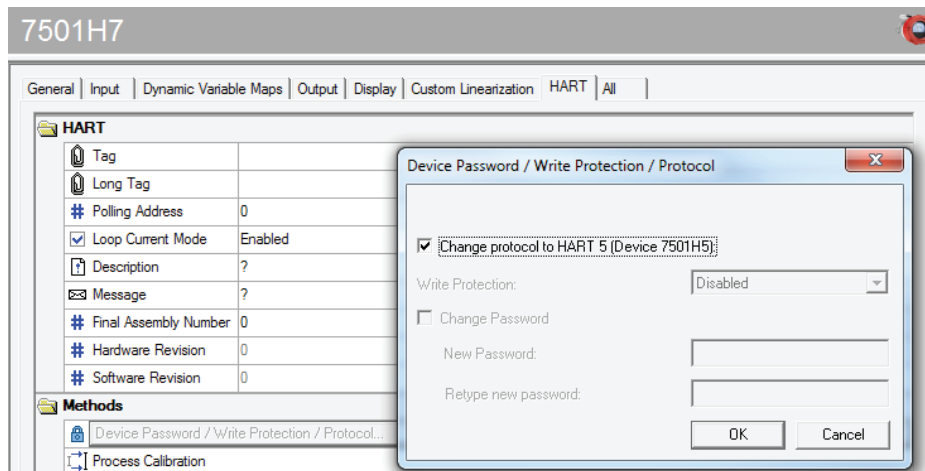 7501H7
General Input Dynamic Variable Maps Output Display Custom Linearization HART All
HART
Tag
Long Tag
Polling Address 0
Loop Current Mode Enabled
Description ?
Message ?
Final Assembly Number 0
Hardware Revision 0
Software Revision 0
Methods
Device Password / Write Protection / Protocol...
Process Calibration
Device Password / Write Protection / Protocol
Change protocol to HART 5 (Device 7501H5):
Write Protection: Disabled
Change Password
New Password:
Retype new password:
OK Cancel